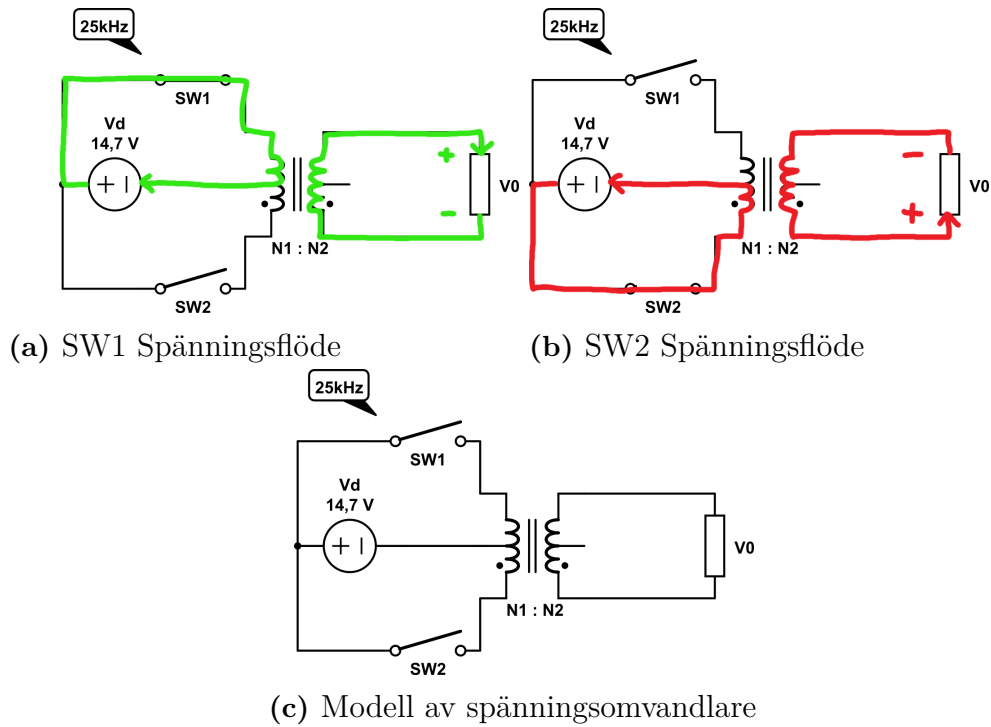 25kHz
SW1
Vd
14,7 V
+ −
+
−
V0
N1 : N2
SW2
(a) SW1 Spänningsflöde
25kHz
SW1
Vd
14,7 V
+ −
−
+
V0
N1 : N2
SW2
(b) SW2 Spänningsflöde
25kHz
SW1
Vd
14,7 V
+ −
V0
N1 : N2
SW2
(c) Modell av spänningsomvandlare